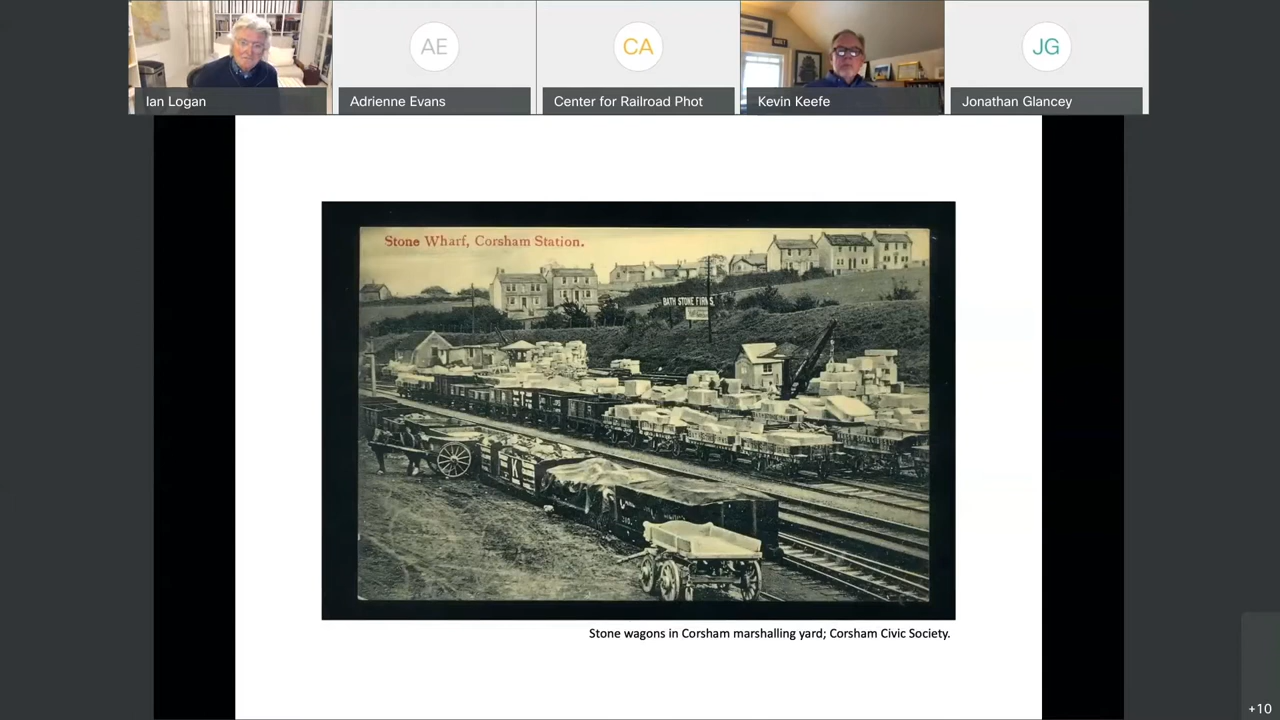 AE
CA
JG
Ian Logan
Adrienne Evans
Center for Railroad Phot
Kevin Keefe
Jonathan Glancey
Stone Wharf, Corsham Station.
BATH STONE FIRMS,
K
Stone wagons in Corsham marshalling yard; Corsham Civic Society.
+10